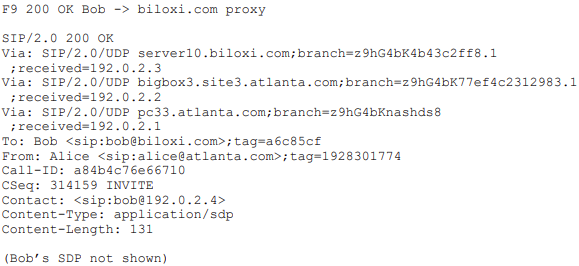 F9 200 OK Bob -> biloxi.com proxy
SIP/2.0 200 OK
Via: SIP/2.0/UDP server10.biloxi.com;branch=z9hG4bK4b43c2ff8.1
;received=192.0.2.3
Via: SIP/2.0/UDP bigbox3.site3.atlanta.com;branch=z9hG4bK77ef4c2312983.1
;received=192.0.2.2
Via: SIP/2.0/UDP pc33.atlanta.com;branch=z9hG4bKnashds8
;received=192.0.2.1
To: Bob <sip:bob@biloxi.com>;tag=a6c85cf
From: Alice <sip:alice@atlanta.com>;tag=1928301774
Call-ID: a84b4c76e66710
CSeq: 314159 INVITE
Contact: <sip:bob@192.0.2.4>
Content-Type: application/sdp
Content-Length: 131
(Bob’s SDP not shown)